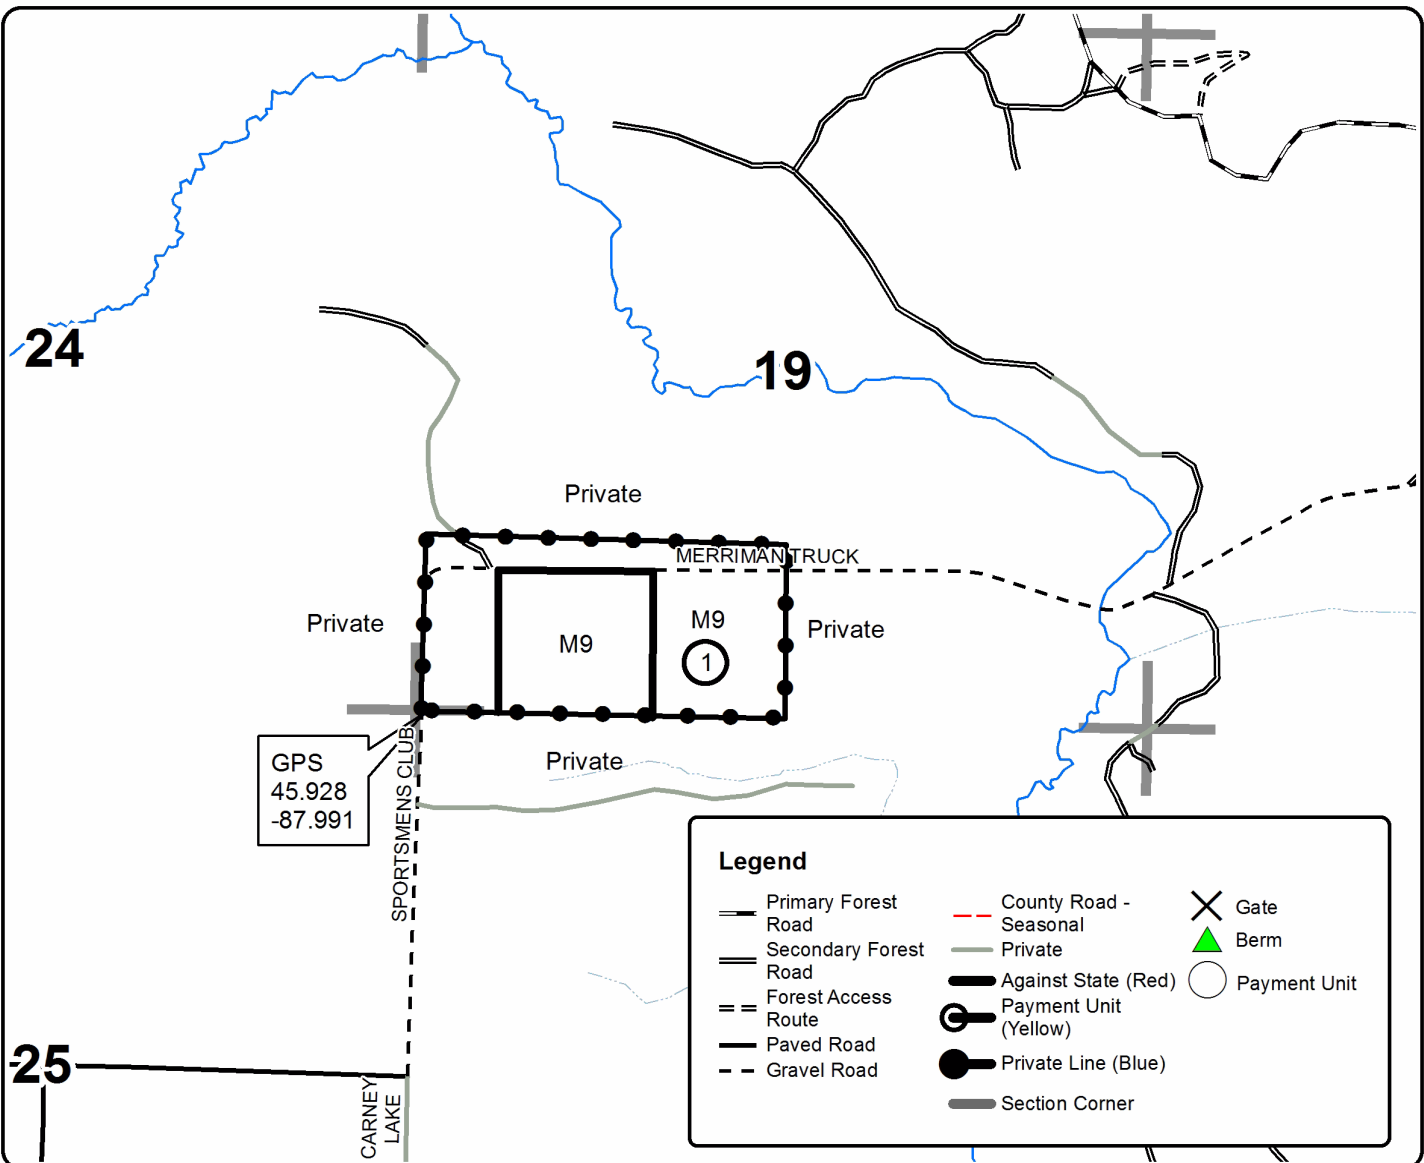 24
19
Private
MERRIMAN TRUCK
Private
M9
M9
1
Private
Private
GPS
45.928
-87.991
SPORTSMENS CLUB
25
CARNEY
LAKE
Legend
Primary Forest
Road
Secondary Forest
Road
Forest Access
Route
Paved Road
Gravel Road
County Road -
Seasonal
Private
Against State (Red)
Payment Unit
(Yellow)
Private Line (Blue)
Section Corner
Gate
Berm
Payment Unit